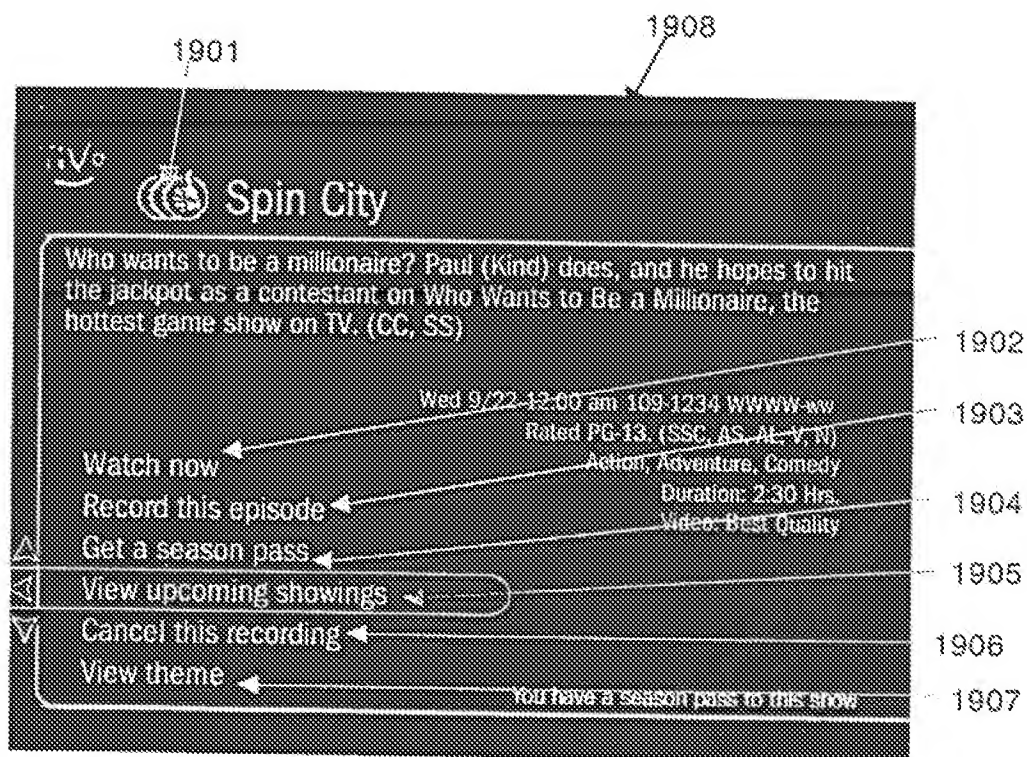 1901
1908
TiVo
Spin City
Who wants to be a millionaire? Paul (Kind) does, and he hopes to hit
the jackpot as a contestant on Who Wants to Be a Millionaire, the
hottest game show on TV. (CC, SS)
1902
Wed 9/22 12:00 am 109-1234 WWWW-ww
1903
Rated PG-13. (SSC, AS, AL, V, N)
Watch now
Action, Adventure, Comedy
Record this episode
Duration: 2:30 Hrs.
1904
Video: Best Quality
Get a season pass
1905
View upcoming showings
Cancel this recording
1906
View theme
You have a season pass to this show
1907